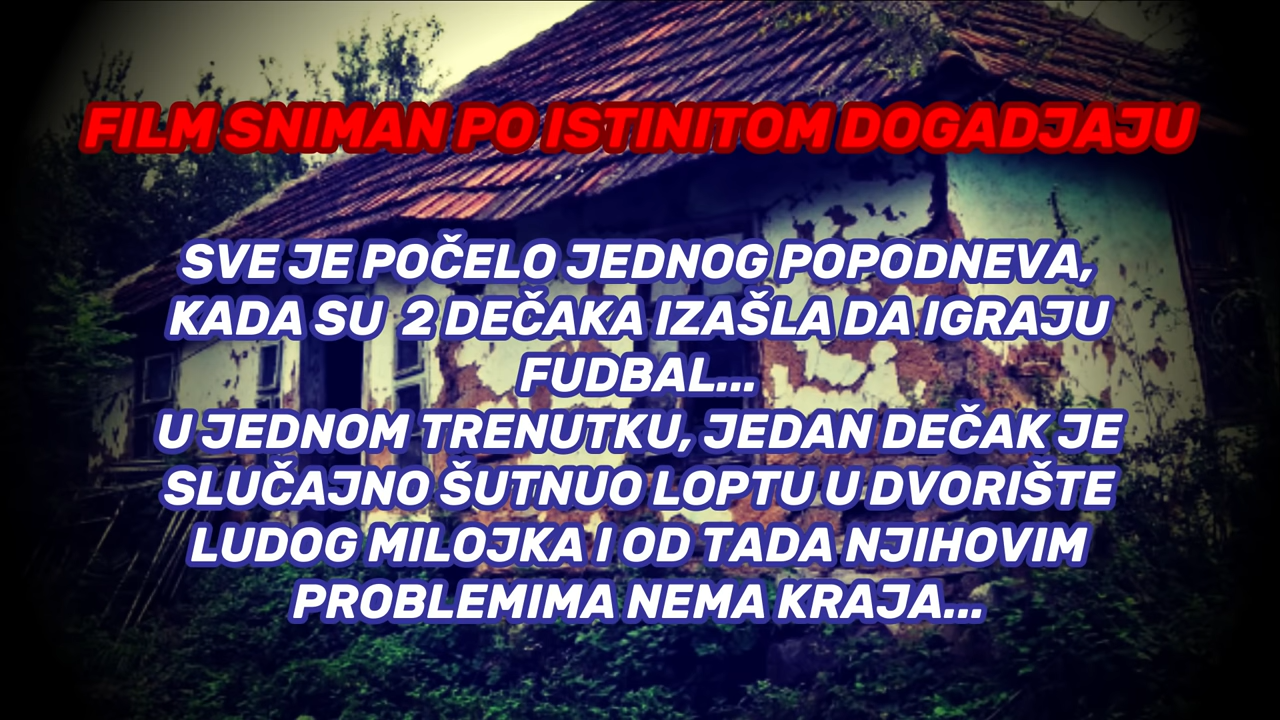 FILM SNIMAN PO ISTINITOM DOGADJAJU
SVE JE POČELO JEDNOG POPODNEVA,
KADA SU 2 DEČAKA IZAŠLA DA IGRAJU
FUDBAL...
U JEDNOM TRENUTKU, JEDAN DEČAK JE
SLUČAJNO ŠUTNUO LOPTU U DVORIŠTE
LUDOG MILOJKA I OD TADA NJIHOVIM
PROBLEMIMA NEMA KRAJA...